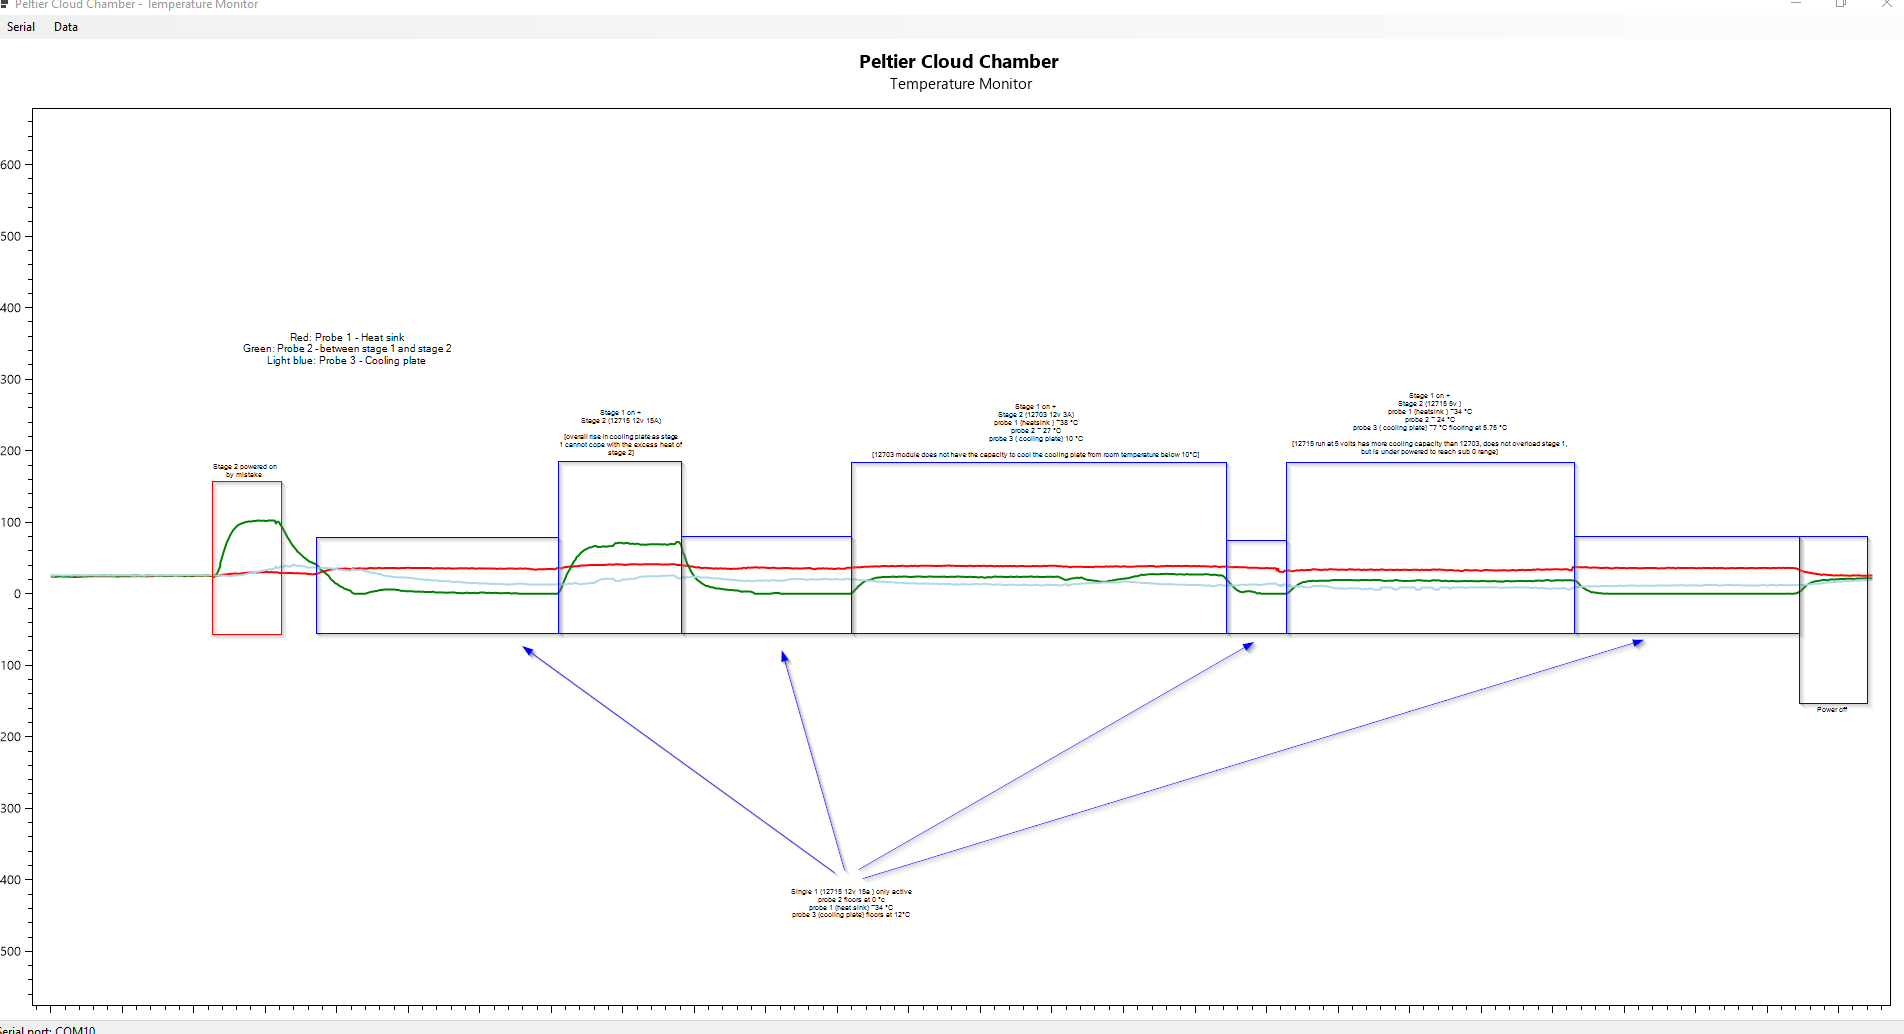 Peltier Cloud Chamber - Temperature Monitor
Serial Data
Peltier Cloud Chamber
Temperature Monitor
600
500
400
300
200
100
0
100
200
300
400
500
Red: Probe 1 - Heat sink
Green: Probe 2 - between stage 1 and stage 2
Light blue: Probe 3 - Cooling plate
Stage 2 powered on
by mistake
Stage 1 on +
Stage 2 (12715 12v 15A)
[overall rise in cooling plate as stage
1 cannot cope with the excess heat of
stage 2]
Stage 1 on +
Stage 2 (12703 12v 3A)
probe 1 (heatsink ) ~38 °C
probe 2 ~ 27 °C
probe 3 ( cooling plate) 10 °C
[12703 module does not have the capacity to cool the cooling plate from room temperature below 10°C]
Stage 1 on +
Stage 2 (12715 5v )
probe 1 (heatsink ) ~34 °C
probe 2 ~ 24 °C
probe 3 ( cooling plate) ~7 °C flooring at 5.75 °C
[12715 run at 5 volts has more cooling capacity than 12703, does not overload stage 1,
but is under powered to reach sub 0 range]
Power off
Single 1 (12715 12v 15a ) only active
probe 2 floors at 0 °c
probe 1 (heat sink) ~34 °C
probe 3 (cooling plate) floors at 12°C
Serial port: COM10